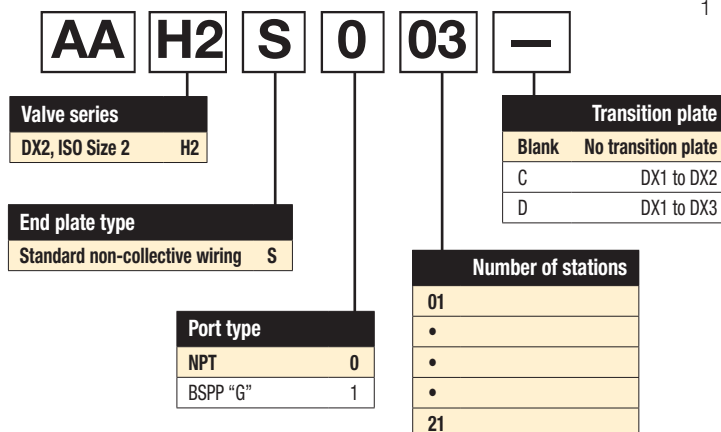 1
AA H2 S 0 03 —
Valve series
DX2, ISO Size 2 H2
Transition plate
Blank No transition plate
C DX1 to DX2
D DX1 to DX3
End plate type
Standard non-collective wiring S
Number of stations
01
•
•
•
21
Port type
NPT 0
BSPP “G” 1